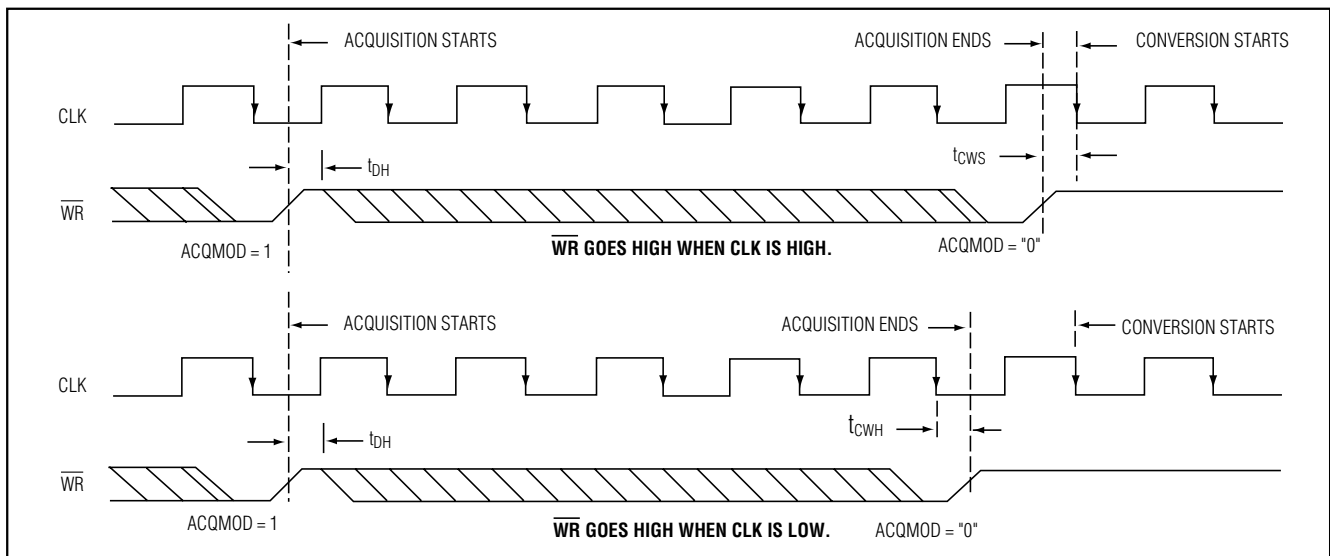 ACQUISITION STARTS
ACQUISITION ENDS
CONVERSION STARTS
CLK
tCWS
tDH
WR
ACQMOD = 1
WR GOES HIGH WHEN CLK IS HIGH.
ACQMOD = "0"
ACQUISITION STARTS
ACQUISITION ENDS
CONVERSION STARTS
CLK
tCWH
tDH
WR
ACQMOD = 1
WR GOES HIGH WHEN CLK IS LOW.
ACQMOD = "0"